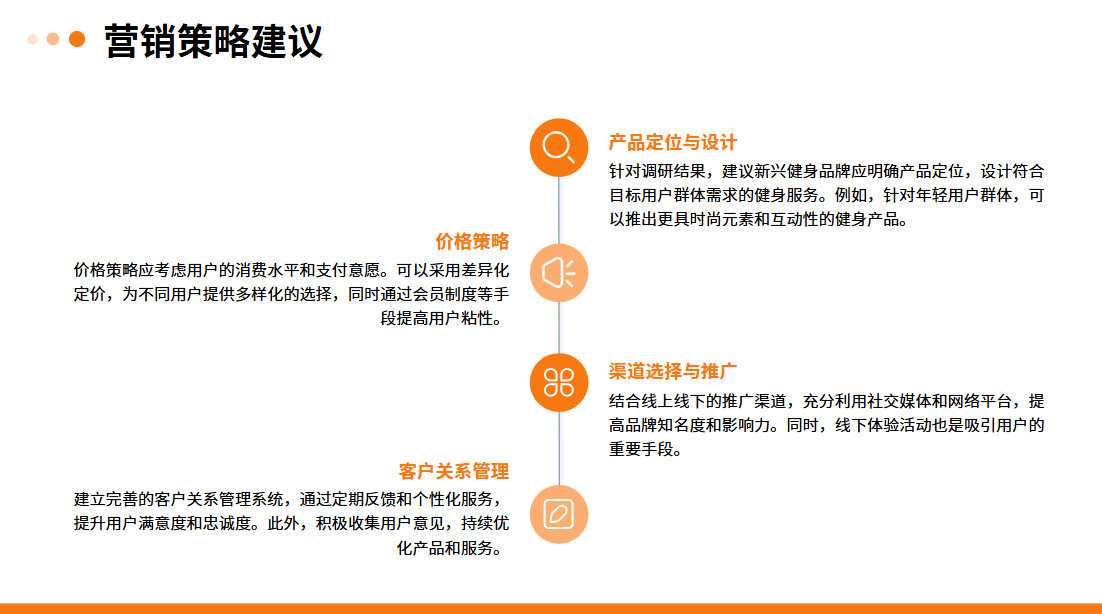 营销策略建议
产品定位与设计
针对调研结果，建议新兴健身品牌应明确产品定位，设计符合
目标用户群体需求的健身服务。例如，针对年轻用户群体，可
以推出更具时尚元素和互动性的健身产品。
价格策略
价格策略应考虑用户的消费水平和支付意愿。可以采用差异化
定价，为不同用户提供多样化的选择，同时通过会员制度等手
段提高用户粘性。
渠道选择与推广
结合线上线下的推广渠道，充分利用社交媒体和网络平台，提
高品牌知名度和影响力。同时，线下体验活动也是吸引用户的
重要手段。
客户关系管理
建立完善的客户关系管理系统，通过定期反馈和个性化服务，
提升用户满意度和忠诚度。此外，积极收集用户意见，持续优
化产品和服务。